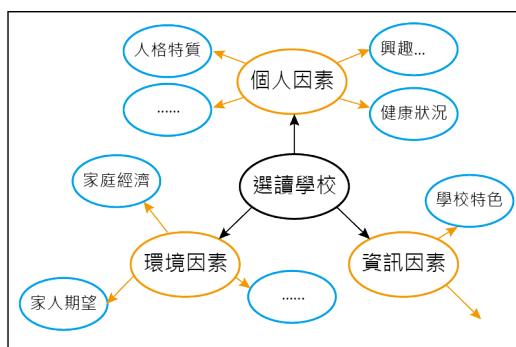 人格特質
興趣...
個人因素
......
健康狀況
選讀學校
家庭經濟
學校特色
環境因素
資訊因素
家人期望
......